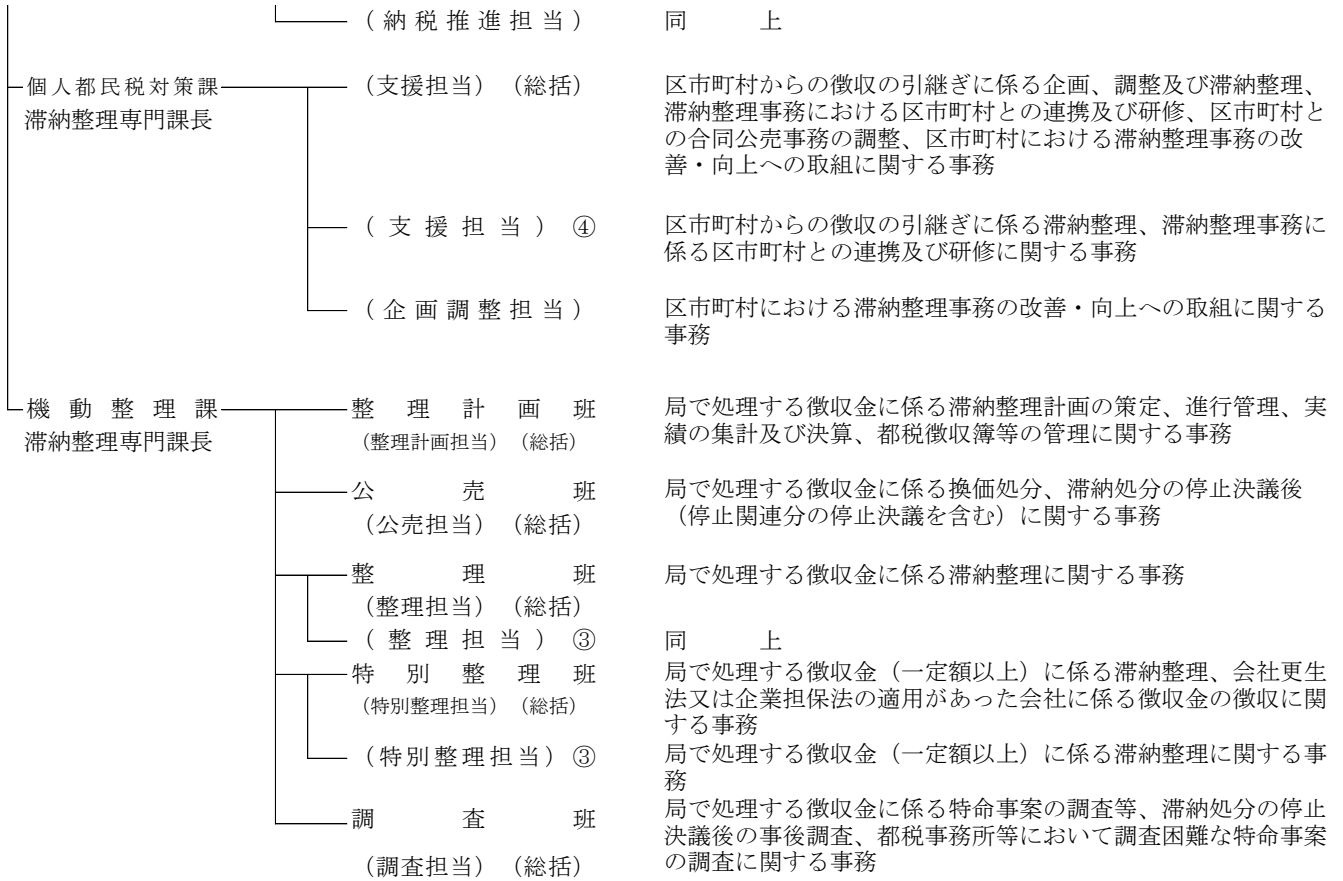 （納税推進担当） 同上
個人都民税対策課 （支援担当）（総括） 区市町村からの徴収の引継ぎに係る企画、調整及び滞納整理、
滞納整理専門課長 滞納整理事務における区市町村との連携及び研修、区市町村と
の合同公売事務の調整、区市町村における滞納整理事務の改
善・向上への取組に関する事務
（支援担当）④ 区市町村からの徴収の引継ぎに係る滞納整理、滞納整理事務に
係る区市町村との連携及び研修に関する事務
（企画調整担当） 区市町村における滞納整理事務の改善・向上への取組に関する
事務
機動整理課 整理計画班 局で処理する徴収金に係る滞納整理計画の策定、進行管理、実
滞納整理専門課長 （整理計画担当）（総括） 績の集計及び決算、都税徴収簿等の管理に関する事務
公売班 局で処理する徴収金に係る換価処分、滞納処分の停止決議後
（公売担当）（総括） （停止関連分の停止決議を含む）に関する事務
整理班 局で処理する徴収金に係る滞納整理に関する事務
（整理担当）（総括）
（整理担当）③ 同上
特別整理班 局で処理する徴収金（一定額以上）に係る滞納整理、会社更生
（特別整理担当）（総括） 法又は企業担保法の適用があった会社に係る徴収金の徴収に関
する事務
（特別整理担当）③ 局で処理する徴収金（一定額以上）に係る滞納整理に関する事
務
調査班 局で処理する徴収金に係る特命事案の調査等、滞納処分の停止
決議後の事後調査、都税事務所等において調査困難な特命事案
（調査担当）（総括） の調査に関する事務